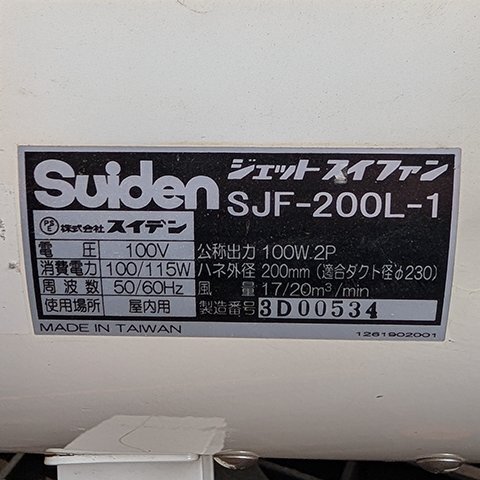 Suiden ジェットスイファン
SJF-200L-1
PSE 株式会社 スイデン
電圧 100V 公称出力 100W.2P
消費電力 100/115W ハネ外径 200mm (適合ダクト径φ230)
周波数 50/60Hz 風量 17/20m³/min
使用場所 屋内用 製造番号 3D00534
MADE IN TAIWAN 1261902001